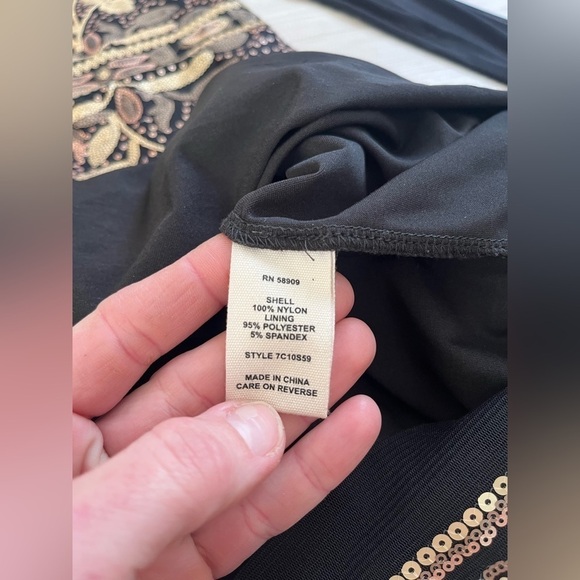 RN 58909
SHELL
100% NYLON
LINING
95% POLYESTER
5% SPANDEX
STYLE 7C10S59
MADE IN CHINA
CARE ON REVERSE